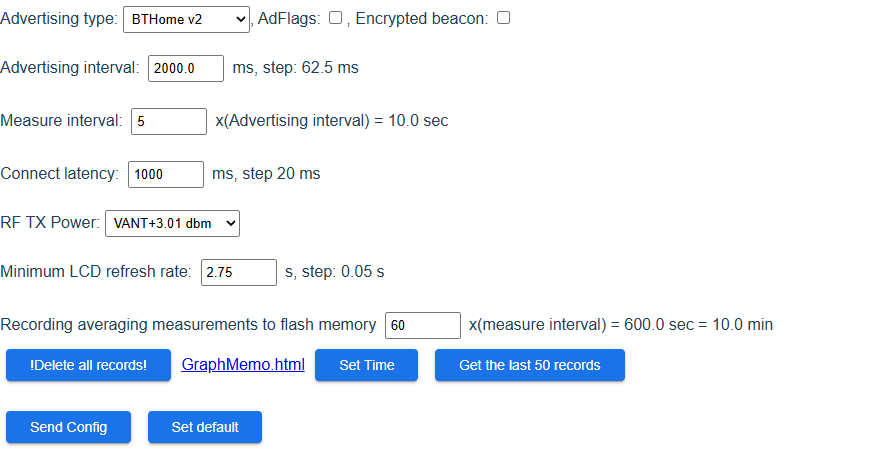 Advertising type: BTHome v2, AdFlags: , Encrypted beacon:
Advertising interval: 2000.0 ms, step: 62.5 ms
Measure interval: 5 x(Advertising interval) = 10.0 sec
Connect latency: 1000 ms, step 20 ms
RF TX Power: VANT+3.01 dbm
Minimum LCD refresh rate: 2.75 s, step: 0.05 s
Recording averaging measurements to flash memory 60 x(measure interval) = 600.0 sec = 10.0 min
!Delete all records! GraphMemo.html Set Time Get the last 50 records
Send Config Set default